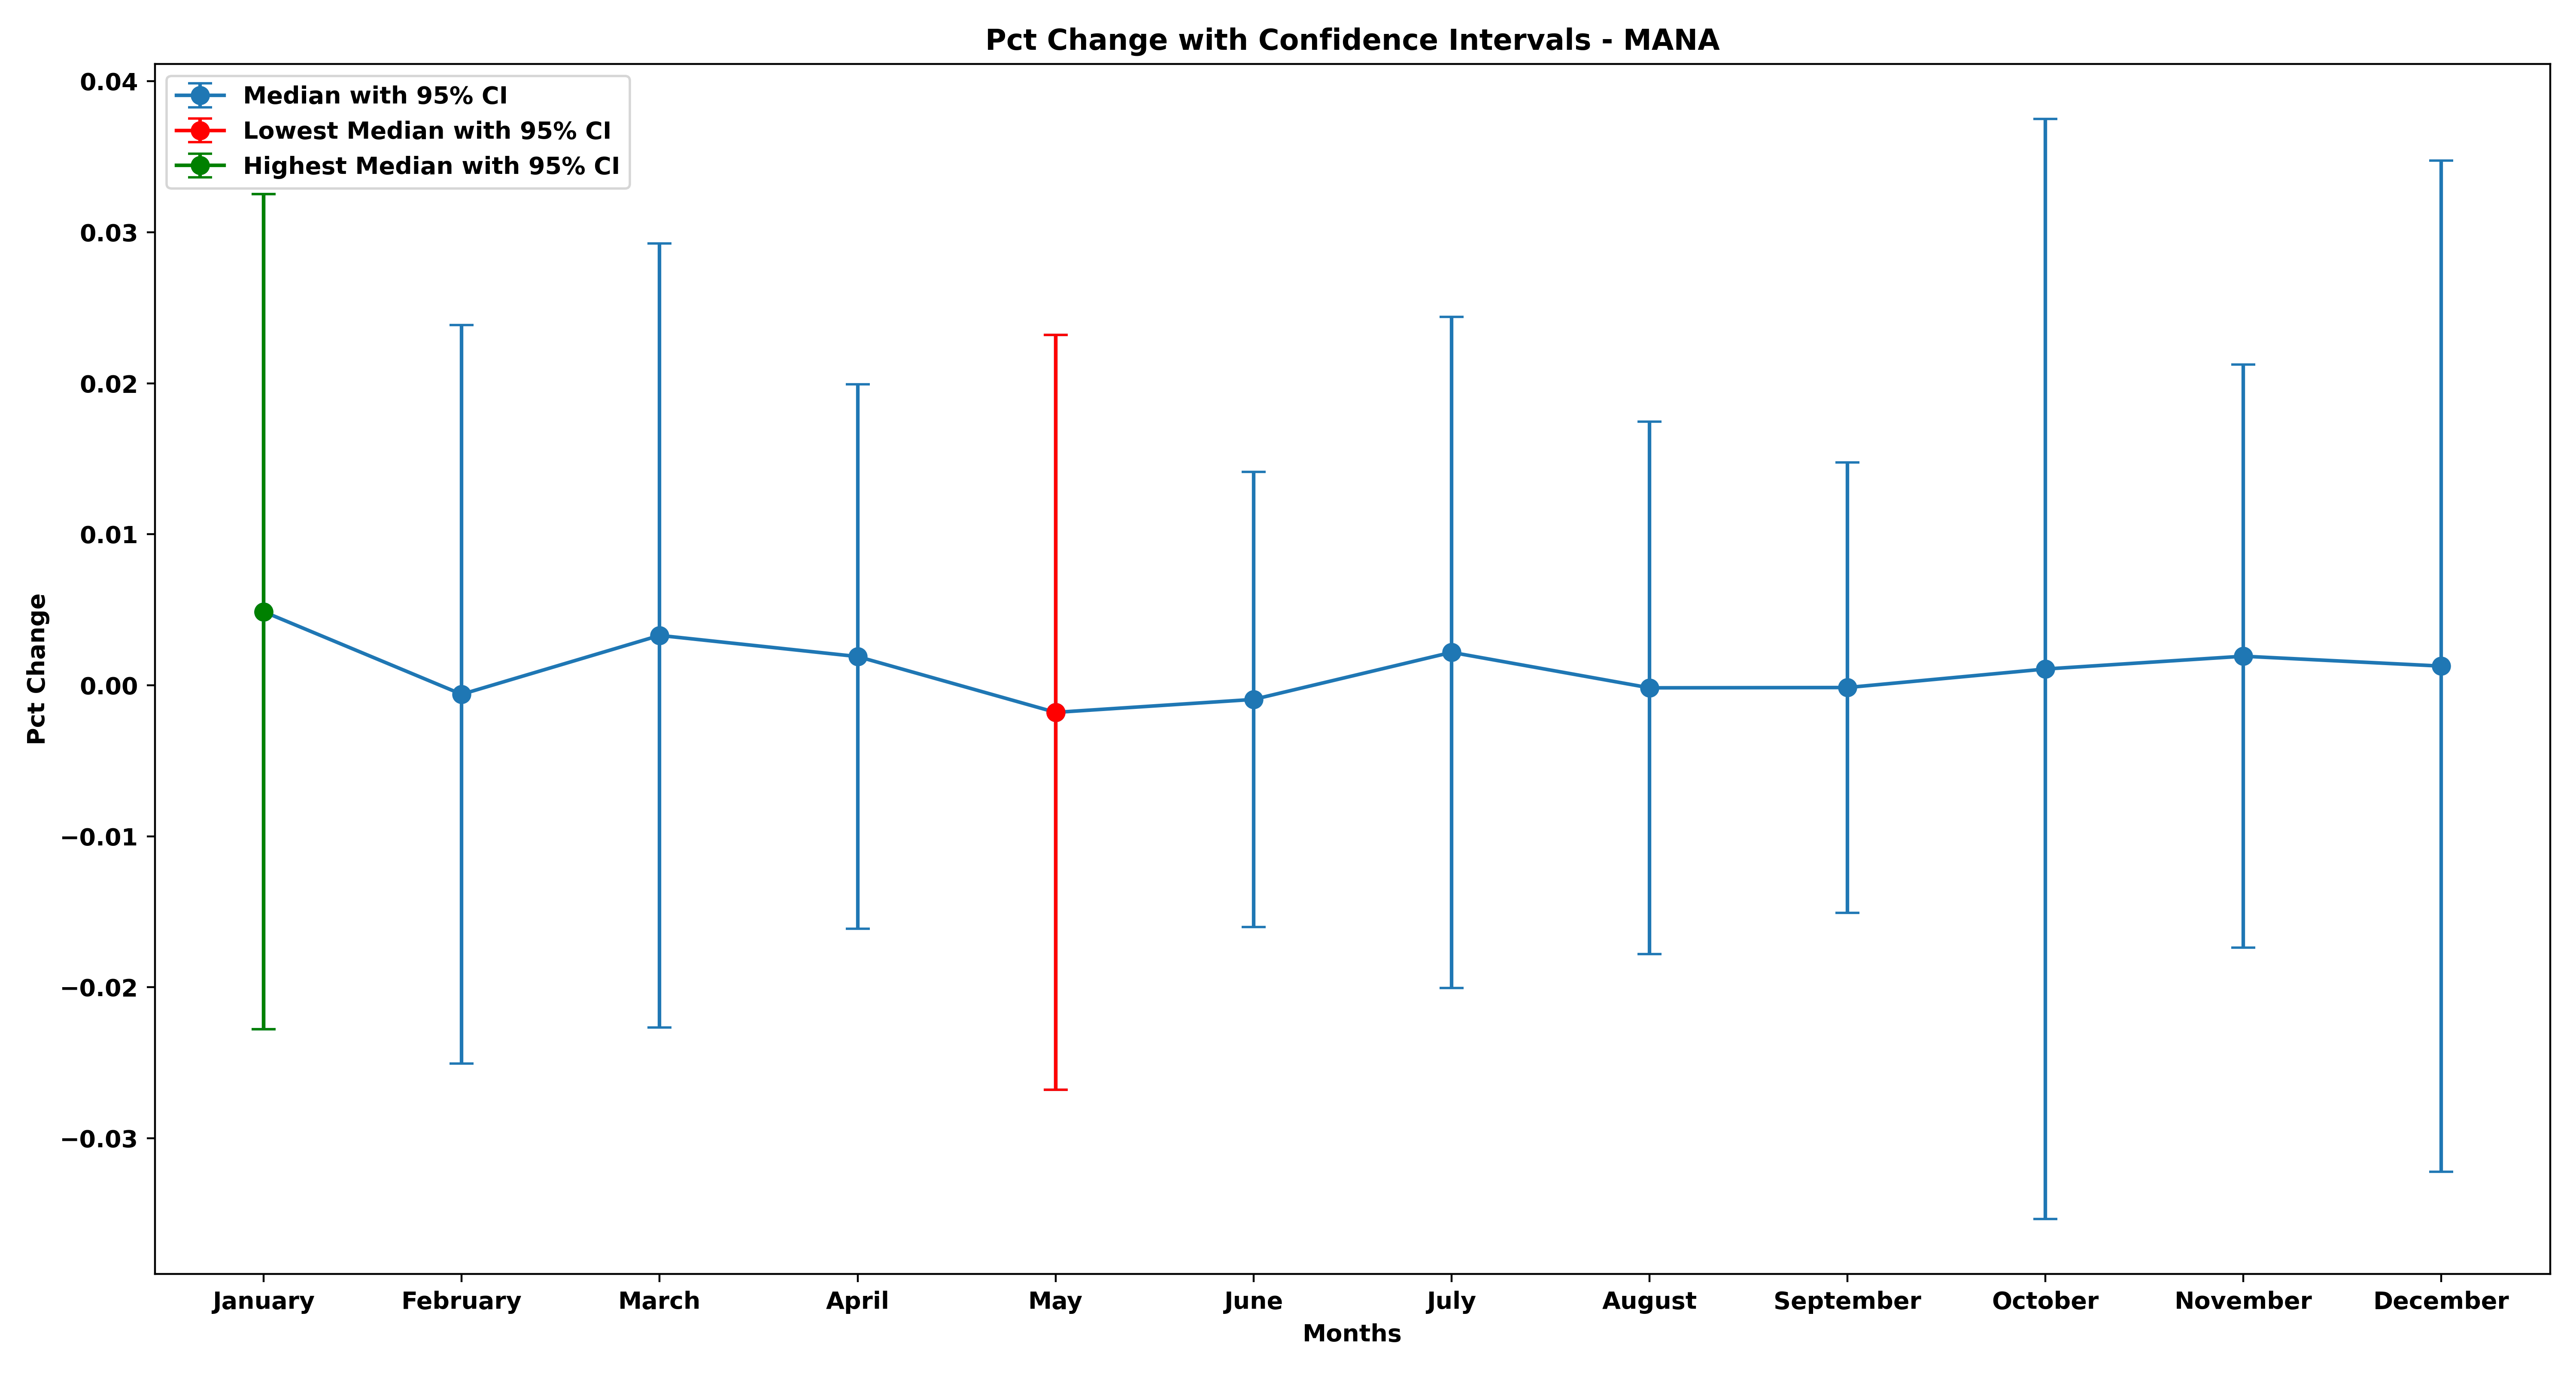 Pct Change with Confidence Intervals - MANA
Median with 95% CI
Lowest Median with 95% CI
Highest Median with 95% CI
0.04
0.03
0.02
0.01
0.00
−0.01
−0.02
−0.03
Pct Change
January February March April May June July August September October November December
Months